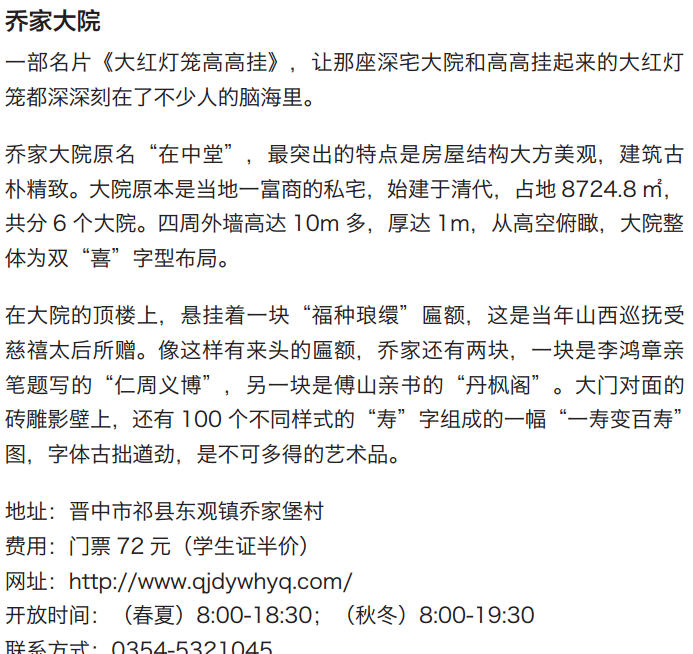 乔家大院
一部名片《大红灯笼高高挂》，让那座深宅大院和高高挂起来的大红灯
笼都深深刻在了不少人的脑海里。
乔家大院原名“在中堂”，最突出的特点是房屋结构大方美观，建筑古
朴精致。大院原本是当地一富商的私宅，始建于清代，占地 8724.8 ㎡，
共分 6 个大院。四周外墙高达 10m 多，厚达 1m，从高空俯瞰，大院整
体为双“喜”字型布局。
在大院的顶楼上，悬挂着一块“福种琅缳”匾额，这是当年山西巡抚受
慈禧太后所赠。像这样有来头的匾额，乔家还有两块，一块是李鸿章亲
笔题写的“仁周义博”，另一块是傅山亲书的“丹枫阁”。大门对面的
砖雕影壁上，还有 100 个不同样式的“寿”字组成的一幅“一寿变百寿”
图，字体古拙遒劲，是不可多得的艺术品。
地址：晋中市祁县东观镇乔家堡村
费用：门票 72 元（学生证半价）
网址：http://www.qjdywhyq.com/
开放时间：（春夏）8:00-18:30；（秋冬）8:00-19:30
联系方式：0354-5321045